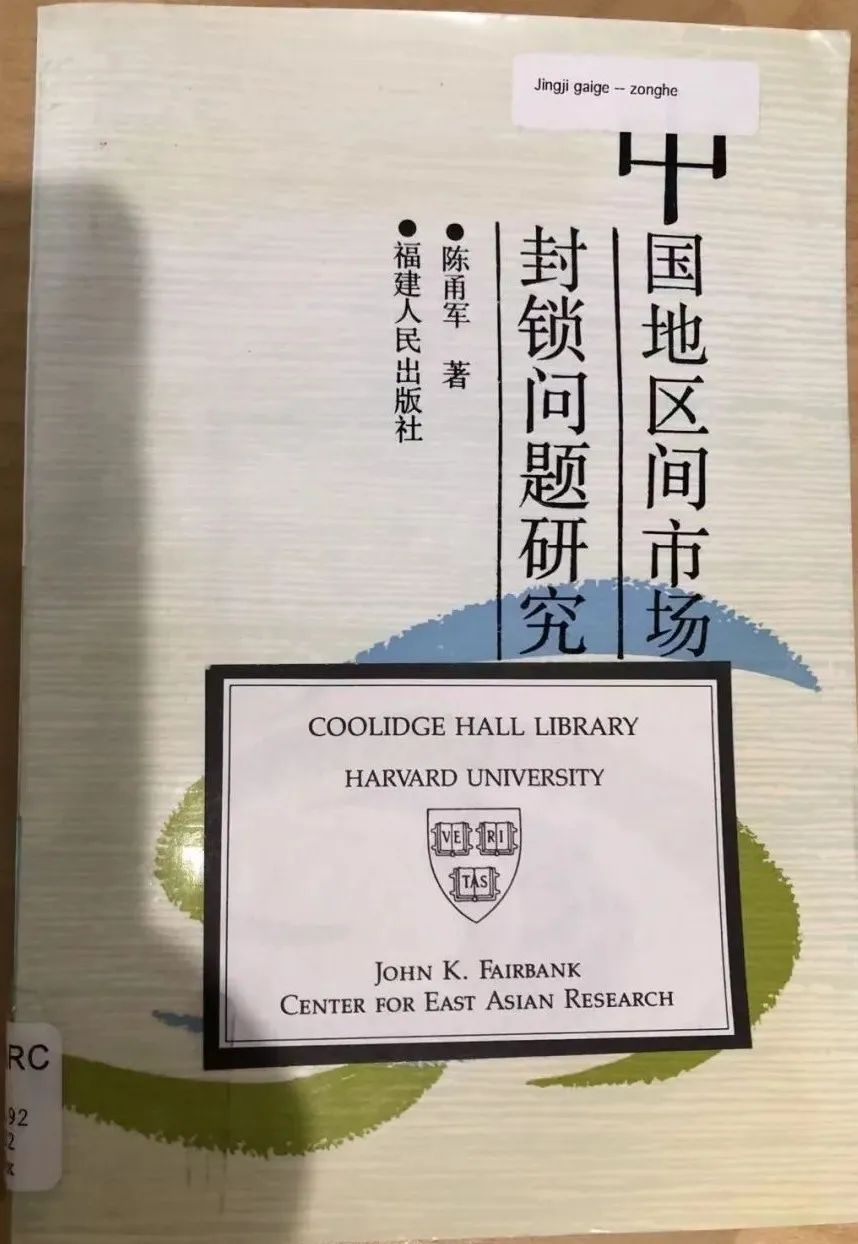 Jingji gaige -- zonghe
中国地区间市场
封锁问题研究
●陈甬军 著
●福建人民出版社
COOLIDGE HALL LIBRARY
HARVARD UNIVERSITY
VE RI
TAS
JOHN K. FAIRBANK
CENTER FOR EAST ASIAN RESEARCH
RC
92
2